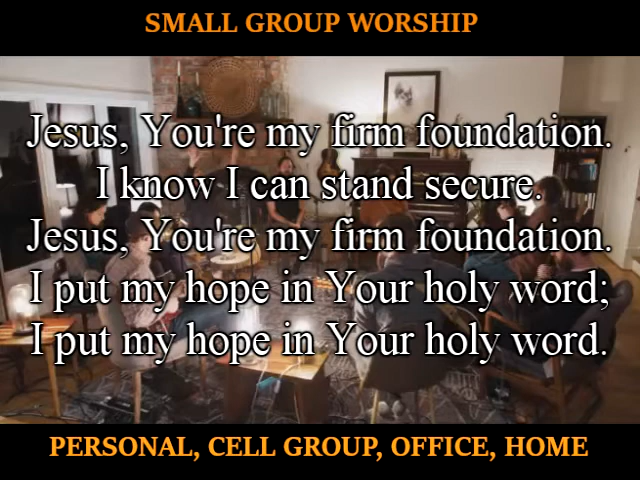 SMALL GROUP WORSHIP
Jesus, You're my firm foundation.
I know I can stand secure.
Jesus, You're my firm foundation.
I put my hope in Your holy word;
I put my hope in Your holy word.
PERSONAL, CELL GROUP, OFFICE, HOME